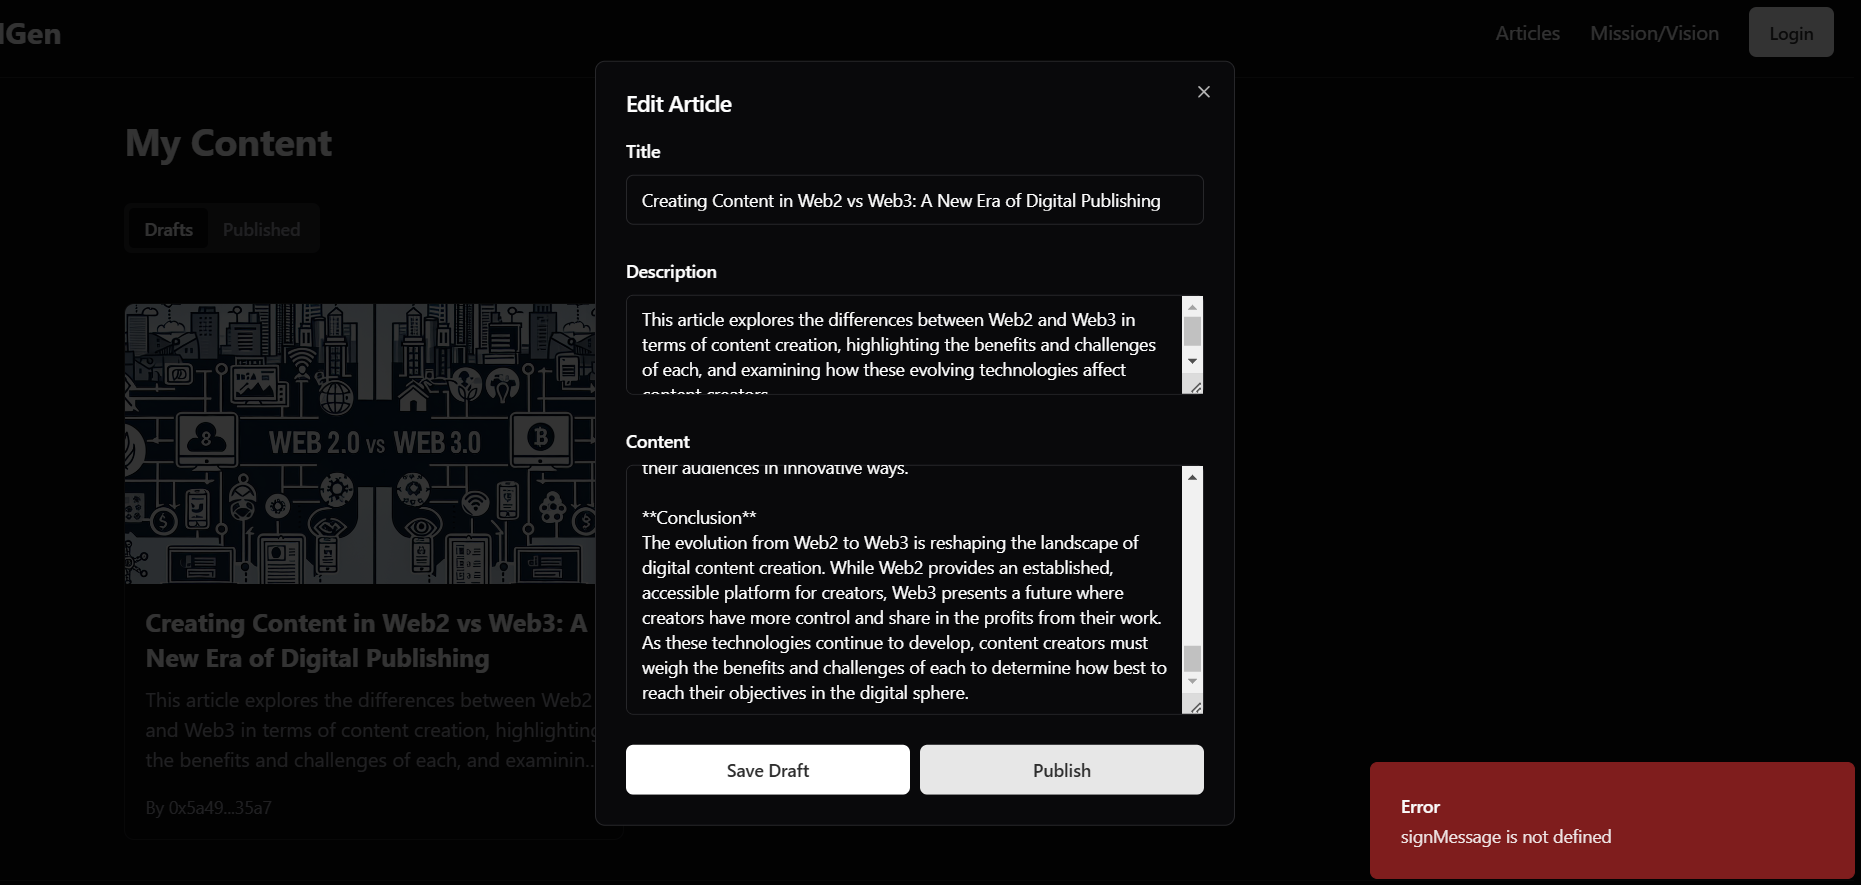 IGen
Articles
Mission/Vision
Login
My Content
Drafts
Published
WEB 2.0 vs WEB 3.0
Creating Content in Web2 vs Web3: A
New Era of Digital Publishing
This article explores the differences between Web2
and Web3 in terms of content creation, highlighting
the benefits and challenges of each, and examinin...
By 0x5a49...35a7
Edit Article
Title
Creating Content in Web2 vs Web3: A New Era of Digital Publishing
Description
This article explores the differences between Web2 and Web3 in
terms of content creation, highlighting the benefits and challenges
of each, and examining how these evolving technologies affect
content creators.
Content
their audiences in innovative ways.
**Conclusion**
The evolution from Web2 to Web3 is reshaping the landscape of
digital content creation. While Web2 provides an established,
accessible platform for creators, Web3 presents a future where
creators have more control and share in the profits from their work.
As these technologies continue to develop, content creators must
weigh the benefits and challenges of each to determine how best to
reach their objectives in the digital sphere.
Save Draft
Publish
Error
signMessage is not defined